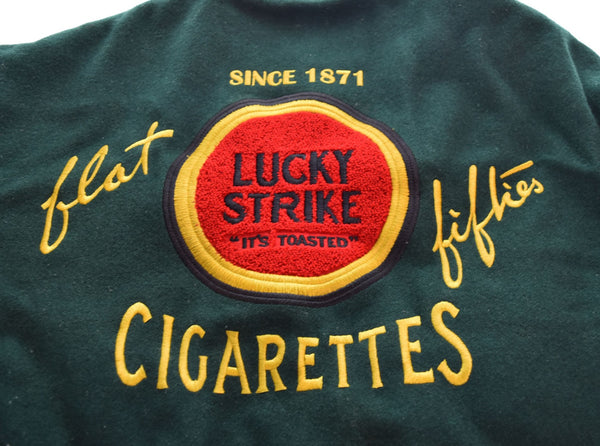 SINCE 1871
flat
LUCKY
STRIKE
"IT'S TOASTED"
fifties
CIGARETTES